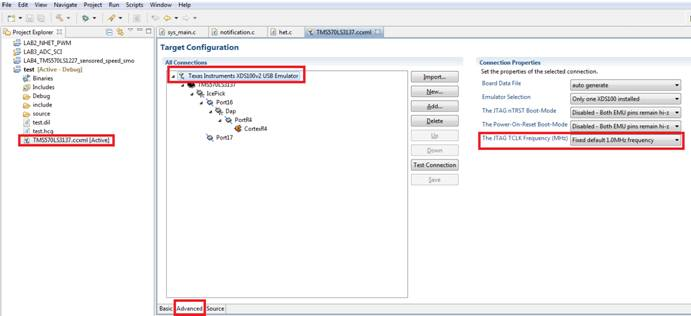 File Edit View Navigate Project Run Scripts Window Help
Project Explorer
LAB2_NHET_PWM
LAB3_ADC_SCI
LAB4_TMS570LS1227_sensored_speed_smo
test [Active - Debug]
Binaries
Includes
Debug
include
source
test.dil
test.hcg
TMS570LS3137.ccxml [Active]
sys_main.c
notification.c
het.c
TMS570LS3137.ccxml
Target Configuration
All Connections
Texas Instruments XDS100v2 USB Emulator
TMS570LS3137
IcePick
Port16
Dap
PortR4
CortexR4
Port17
Import...
New...
Add...
Delete
Up
Down
Test Connection
Save
Connection Properties
Set the properties of the selected connection.
Board Data File
auto generate
Emulator Selection
Only one XDS100 installed
The JTAG nTRST Boot-Mode
Disabled - Both EMU pins remain hi-z
The Power-On-Reset Boot-Mode
Disabled - Both EMU pins remain hi-z
The JTAG TCLK Frequency (MHz)
Fixed default 1.0MHz frequency
Basic Advanced Source